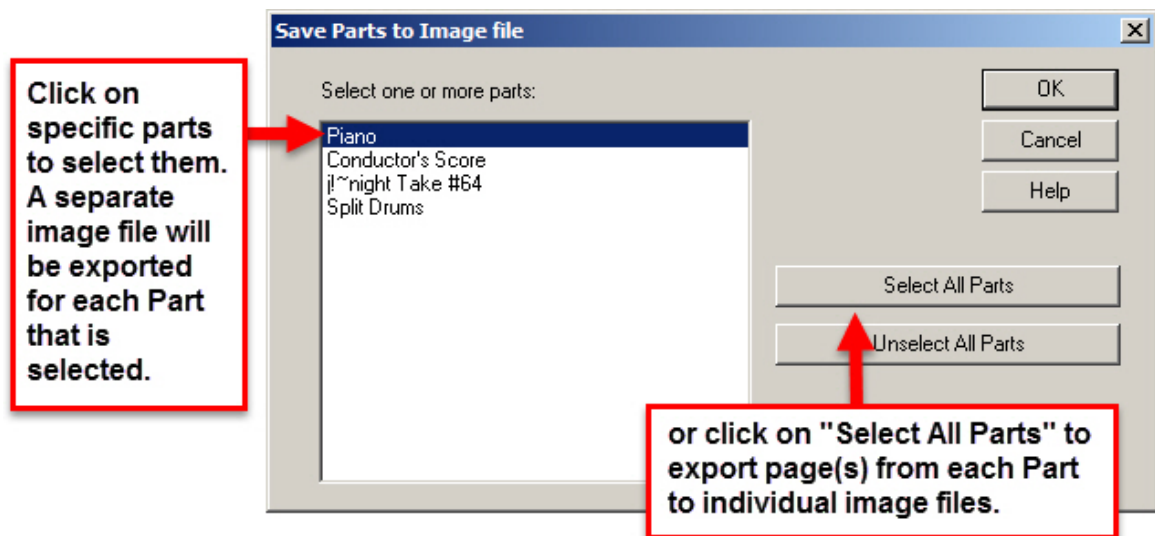 Save Parts to Image file
Click on
specific parts
to select them.
A separate
image file will
be exported
for each Part
that is
selected.
Select one or more parts:
Piano
Conductor's Score
j!~night Take #64
Split Drums
OK
Cancel
Help
Select All Parts
Unselect All Parts
or click on "Select All Parts" to
export page(s) from each Part
to individual image files.